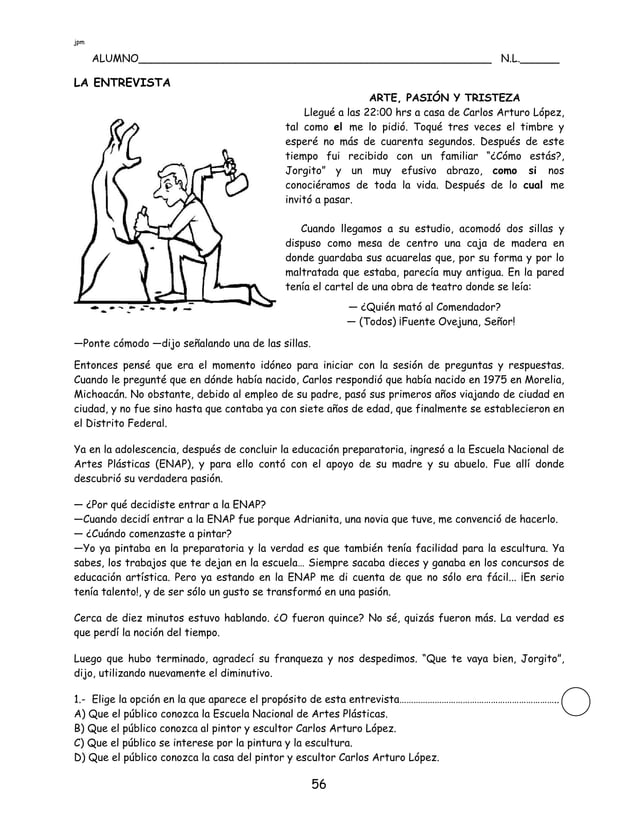 jpm
ALUMNO____________________________________________________ N.L.______
LA ENTREVISTA
ARTE, PASIÓN Y TRISTEZA
Llegué a las 22:00 hrs a casa de Carlos Arturo López,
tal como el me lo pidió. Toqué tres veces el timbre y
esperé no más de cuarenta segundos. Después de este
tiempo fui recibido con un familiar “¿Cómo estás?,
Jorgito” y un muy efusivo abrazo, como si nos
conociéramos de toda la vida. Después de lo cual me
invitó a pasar.
Cuando llegamos a su estudio, acomodó dos sillas y
dispuso como mesa de centro una caja de madera en
donde guardaba sus acuarelas que, por su forma y por lo
maltratada que estaba, parecía muy antigua. En la pared
tenía el cartel de una obra de teatro donde se leía:
— ¿Quién mató al Comendador?
— (Todos) ¡Fuente Ovejuna, Señor!
—Ponte cómodo —dijo señalando una de las sillas.
Entonces pensé que era el momento idóneo para iniciar con la sesión de preguntas y respuestas.
Cuando le pregunté que en dónde había nacido, Carlos respondió que había nacido en 1975 en Morelia,
Michoacán. No obstante, debido al empleo de su padre, pasó sus primeros años viajando de ciudad en
ciudad, y no fue sino hasta que contaba ya con siete años de edad, que finalmente se establecieron en
el Distrito Federal.
Ya en la adolescencia, después de concluir la educación preparatoria, ingresó a la Escuela Nacional de
Artes Plásticas (ENAP), y para ello contó con el apoyo de su madre y su abuelo. Fue allí donde
descubrió su verdadera pasión.
— ¿Por qué decidiste entrar a la ENAP?
—Cuando decidí entrar a la ENAP fue porque Adrianita, una novia que tuve, me convenció de hacerlo.
— ¿Cuándo comenzaste a pintar?
—Yo ya pintaba en la preparatoria y la verdad es que también tenía facilidad para la escultura. Ya
sabes, los trabajos que te dejan en la escuela… Siempre sacaba dieces y ganaba en los concursos de
educación artística. Pero ya estando en la ENAP me di cuenta de que no sólo era fácil... ¡En serio
tenía talento!, y de ser sólo un gusto se transformó en una pasión.
Cerca de diez minutos estuvo hablando. ¿O fueron quince? No sé, quizás fueron más. La verdad es
que perdí la noción del tiempo.
Luego que hubo terminado, agradecí su franqueza y nos despedimos. “Que te vaya bien, Jorgito”,
dijo, utilizando nuevamente el diminutivo.
1.- Elige la opción en la que aparece el propósito de esta entrevista…………………………………………………………..
A) Que el público conozca la Escuela Nacional de Artes Plásticas.
B) Que el público conozca al pintor y escultor Carlos Arturo López.
C) Que el público se interese por la pintura y la escultura.
D) Que el público conozca la casa del pintor y escultor Carlos Arturo López.
56